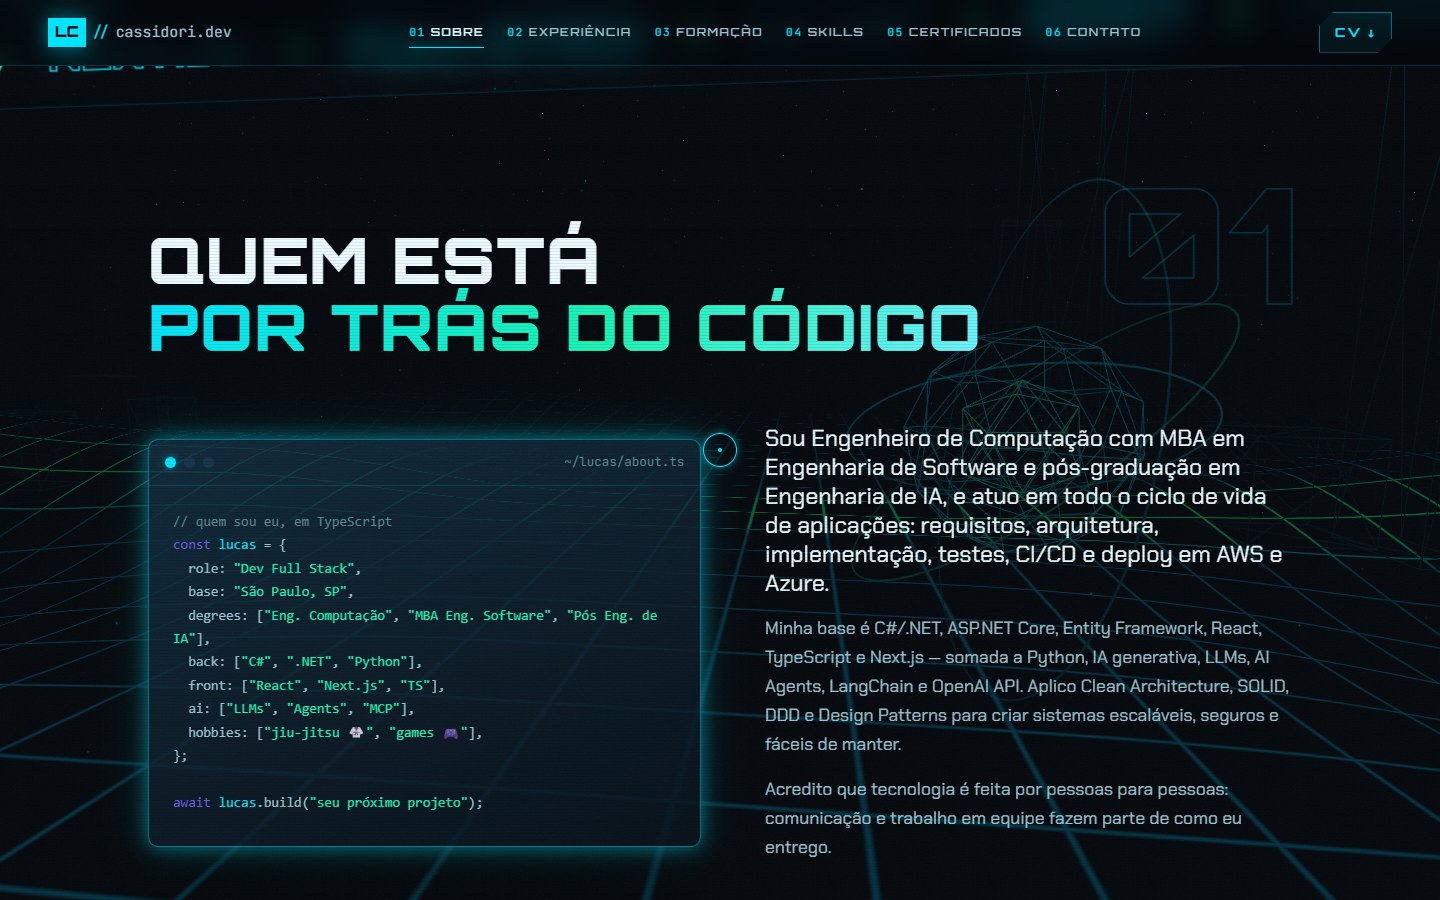 LC // cassidori.dev
01 SOBRE 02 EXPERIÊNCIA 03 FORMAÇÃO 04 SKILLS 05 CERTIFICADOS 06 CONTATO
CV ↓
01
QUEM ESTÁ
POR TRÁS DO CÓDIGO
~/lucas/about.ts
// quem sou eu, em TypeScript
const lucas = {
role: "Dev Full Stack",
base: "São Paulo, SP",
degrees: ["Eng. Computação", "MBA Eng. Software", "Pós Eng. de
IA"],
back: ["C#", ".NET", "Python"],
front: ["React", "Next.js", "TS"],
ai: ["LLMs", "Agents", "MCP"],
hobbies: ["jiu-jitsu 🥋", "games 🎮"],
};
await lucas.build("seu próximo projeto");
Sou Engenheiro de Computação com MBA em
Engenharia de Software e pós-graduação em
Engenharia de IA, e atuo em todo o ciclo de vida
de aplicações: requisitos, arquitetura,
implementação, testes, CI/CD e deploy em AWS e
Azure.
Minha base é C#/.NET, ASP.NET Core, Entity Framework, React,
TypeScript e Next.js — somada a Python, IA generativa, LLMs, AI
Agents, LangChain e OpenAI API. Aplico Clean Architecture, SOLID,
DDD e Design Patterns para criar sistemas escaláveis, seguros e
fáceis de manter.
Acredito que tecnologia é feita por pessoas para pessoas:
comunicação e trabalho em equipe fazem parte de como eu
entrego.